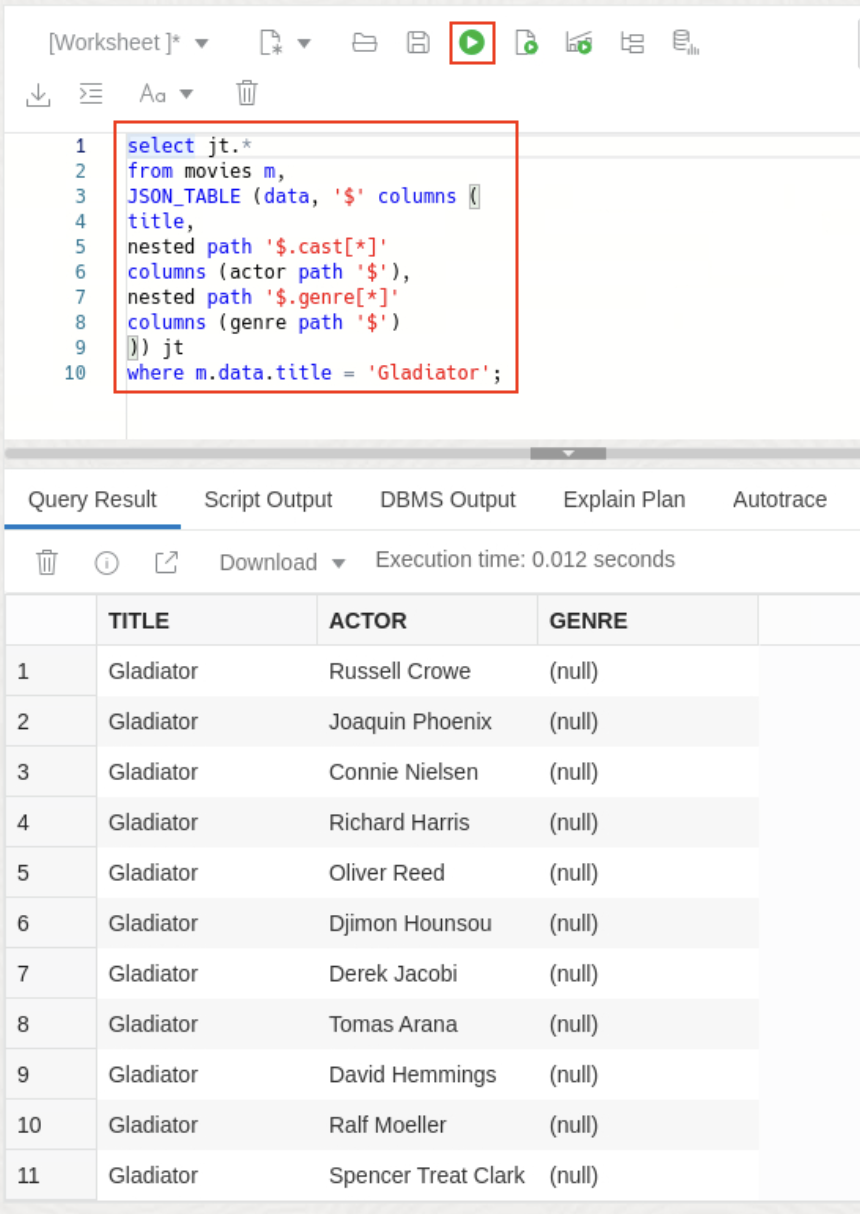 [Worksheet ]*
Aa
1 select jt.*
2 from movies m,
3 JSON_TABLE (data, '$' columns (
4 title,
5 nested path '$.cast[*]'
6 columns (actor path '$'),
7 nested path '$.genre[*]'
8 columns (genre path '$')
9 )) jt
10 where m.data.title = 'Gladiator';
Query Result Script Output DBMS Output Explain Plan Autotrace
Download Execution time: 0.012 seconds
TITLE ACTOR GENRE
1 Gladiator Russell Crowe (null)
2 Gladiator Joaquin Phoenix (null)
3 Gladiator Connie Nielsen (null)
4 Gladiator Richard Harris (null)
5 Gladiator Oliver Reed (null)
6 Gladiator Djimon Hounsou (null)
7 Gladiator Derek Jacobi (null)
8 Gladiator Tomas Arana (null)
9 Gladiator David Hemmings (null)
10 Gladiator Ralf Moeller (null)
11 Gladiator Spencer Treat Clark (null)